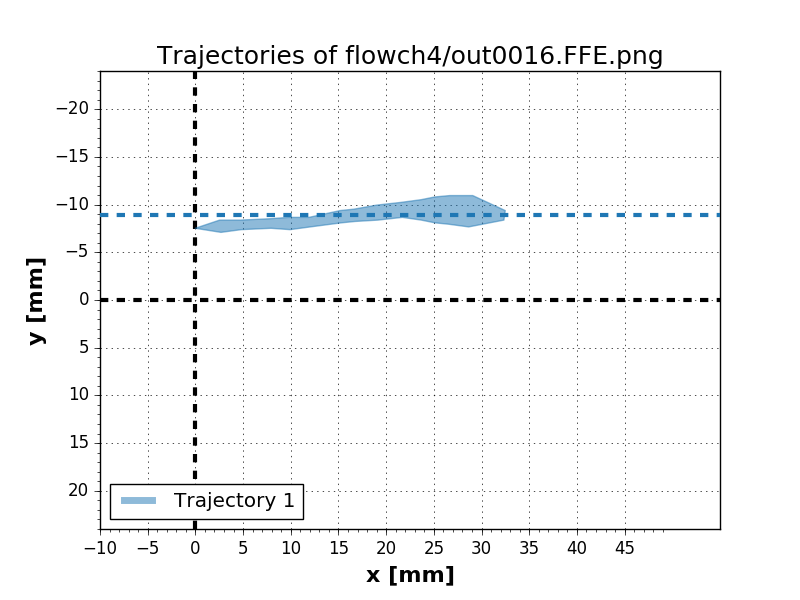 Trajectories of flowch4/out0016.FFE.png
y [mm]
−20
−15
−10
−5
0
5
10
15
20
Trajectory 1
−10 −5 0 5 10 15 20 25 30 35 40 45
x [mm]